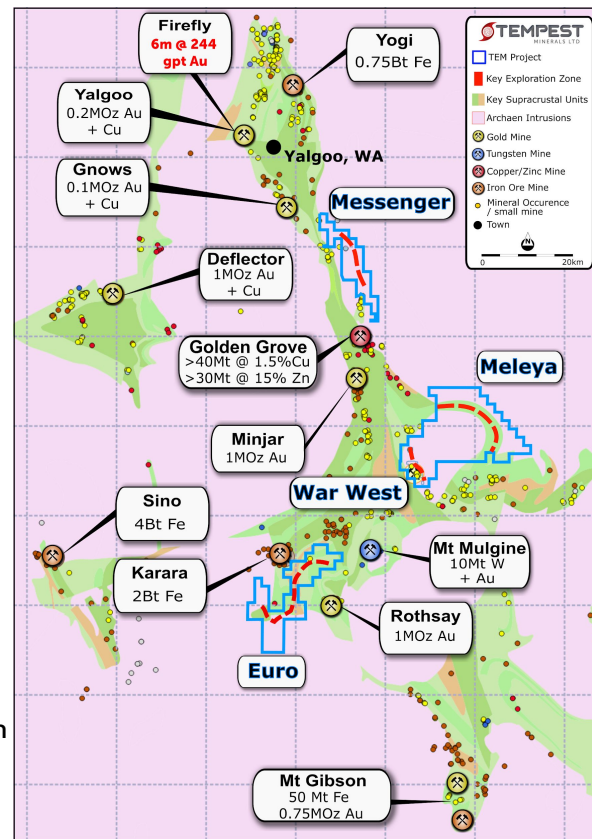 Firefly
6m @ 244
gpt Au
Yogi
0.75Bt Fe
TEMPEST
MINERALS LTD
TEM Project
Key Exploration Zone
Key Supracrustal Units
Archaen Intrusions
Gold Mine
Tungsten Mine
Copper/Zinc Mine
Iron Ore Mine
Mineral Occurence
/ small mine
Town
N
0 20km
Yalgoo
0.2MOz Au
+ Cu
Yalgoo, WA
Gnows
0.1MOz Au
+ Cu
Messenger
Deflector
1MOz Au
+ Cu
Golden Grove
>40Mt @ 1.5%Cu
>30Mt @ 15% Zn
Meleya
Minjar
1MOz Au
War West
Sino
4Bt Fe
Karara
2Bt Fe
Mt Mulgine
10Mt W
+ Au
Rothsay
1MOz Au
Euro
n
Mt Gibson
50 Mt Fe
0.75MOz Au